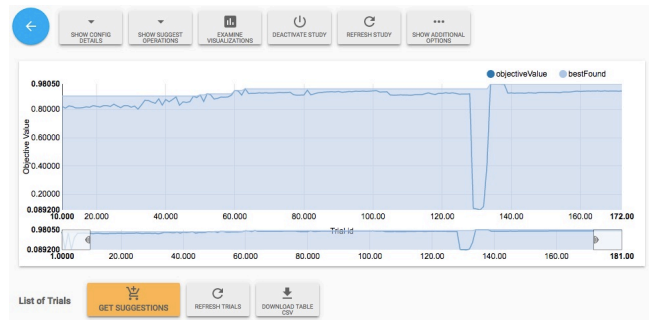 SHOW CONFIG DETAILS
SHOW SUGGEST OPERATIONS
EXAMINE VISUALIZATIONS
DEACTIVATE STUDY
REFRESH STUDY
SHOW ADDITIONAL OPTIONS
objectiveValue bestFound
Objective Value
0.98050
0.80000
0.60000
0.40000
0.20000
0.089200
10.000 20.000 40.000 60.000 80.000 100.00 120.00 140.00 160.00 172.00
Trial Id
0.98050
0.089200
1.0000 20.000 40.000 60.000 80.000 100.00 120.00 140.00 160.00 181.00
List of Trials
GET SUGGESTIONS
REFRESH TRIALS
DOWNLOAD TABLE CSV